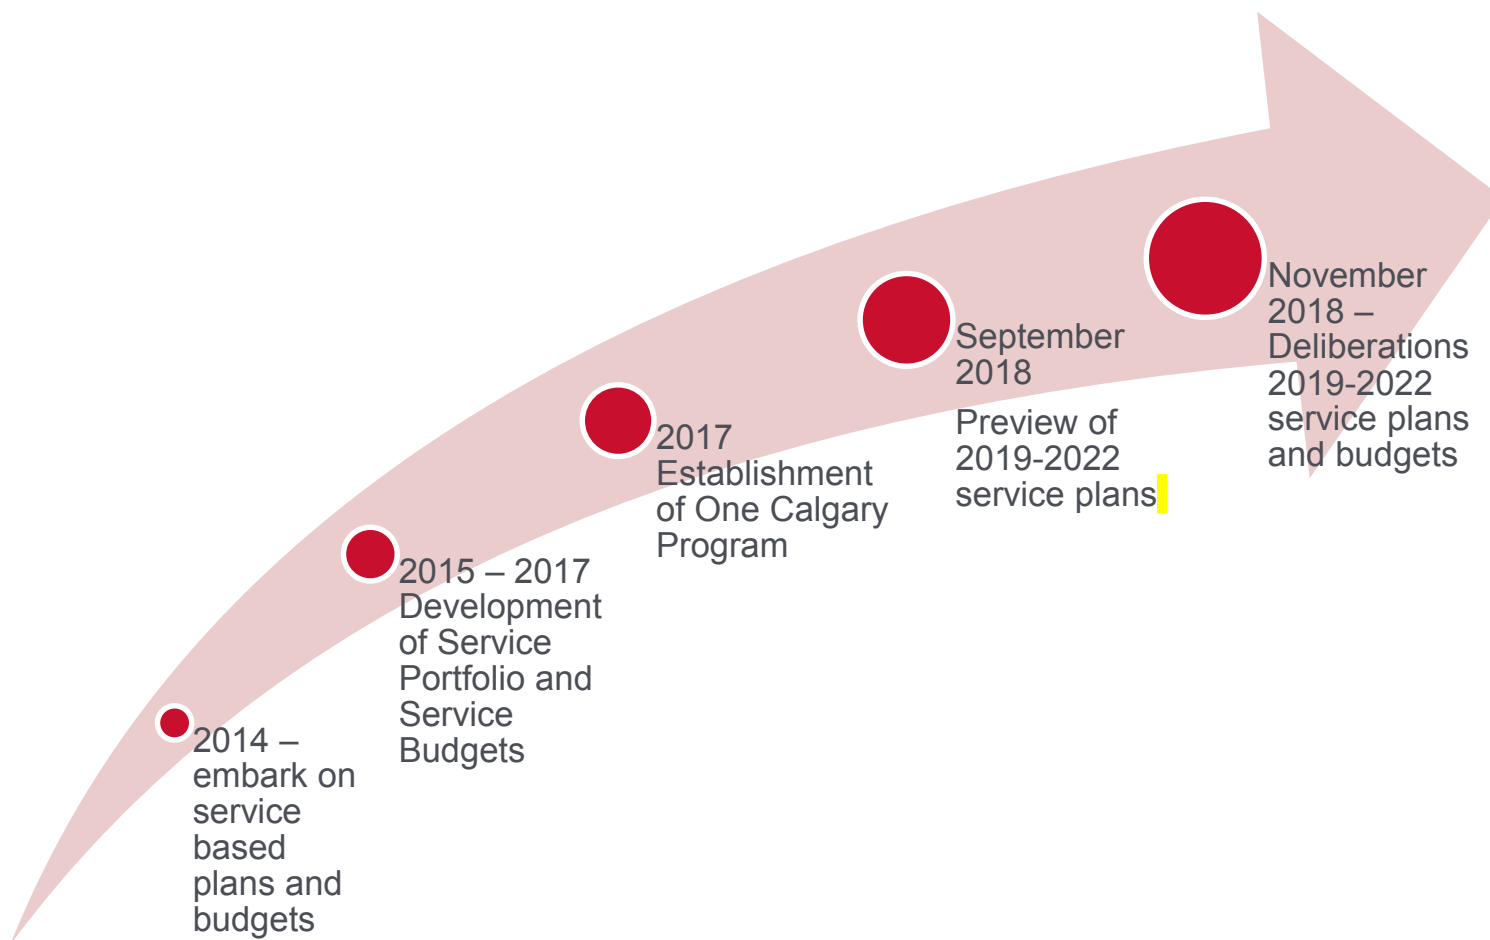 2014 –
embark on
service
based
plans and
budgets
2015 – 2017
Development
of Service
Portfolio and
Service
Budgets
2017
Establishment
of One Calgary
Program
September
2018
Preview of
2019-2022
service plans
November
2018 –
Deliberations
2019-2022
service plans
and budgets